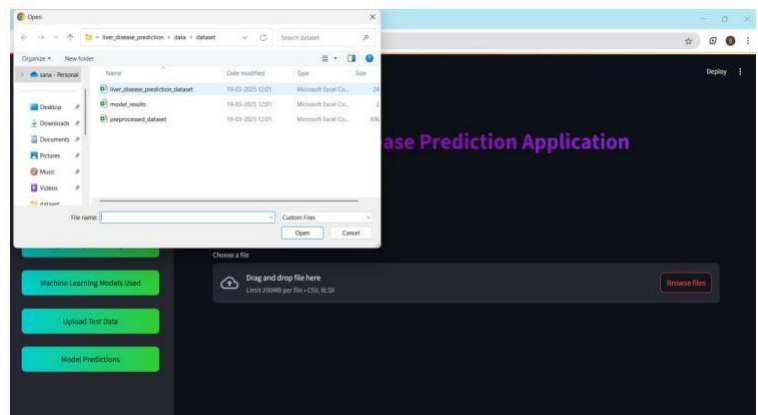 Open
liver_disease_prediction > data > dataset
Search dataset
Organize
New folder
Name
Date modified
Type
Size
sana - Personal
liver_disease_prediction_dataset
19-03-2025 12:01
Microsoft Excel Co...
24
Desktop
model_results
19-03-2025 12:01
Microsoft Excel Co...
2
Downloads
preprocessed_dataset
19-03-2025 12:01
Microsoft Excel Co...
Documents
Pictures
Music
Videos
dataset
File name:
Custom Files
Open
Cancel
Deploy
ase Prediction Application
Choose a file
Drag and drop file here
Limit 200MB per file • CSV, XLSX
Browse files
Machine Learning Models Used
Upload Test Data
Model Predictions